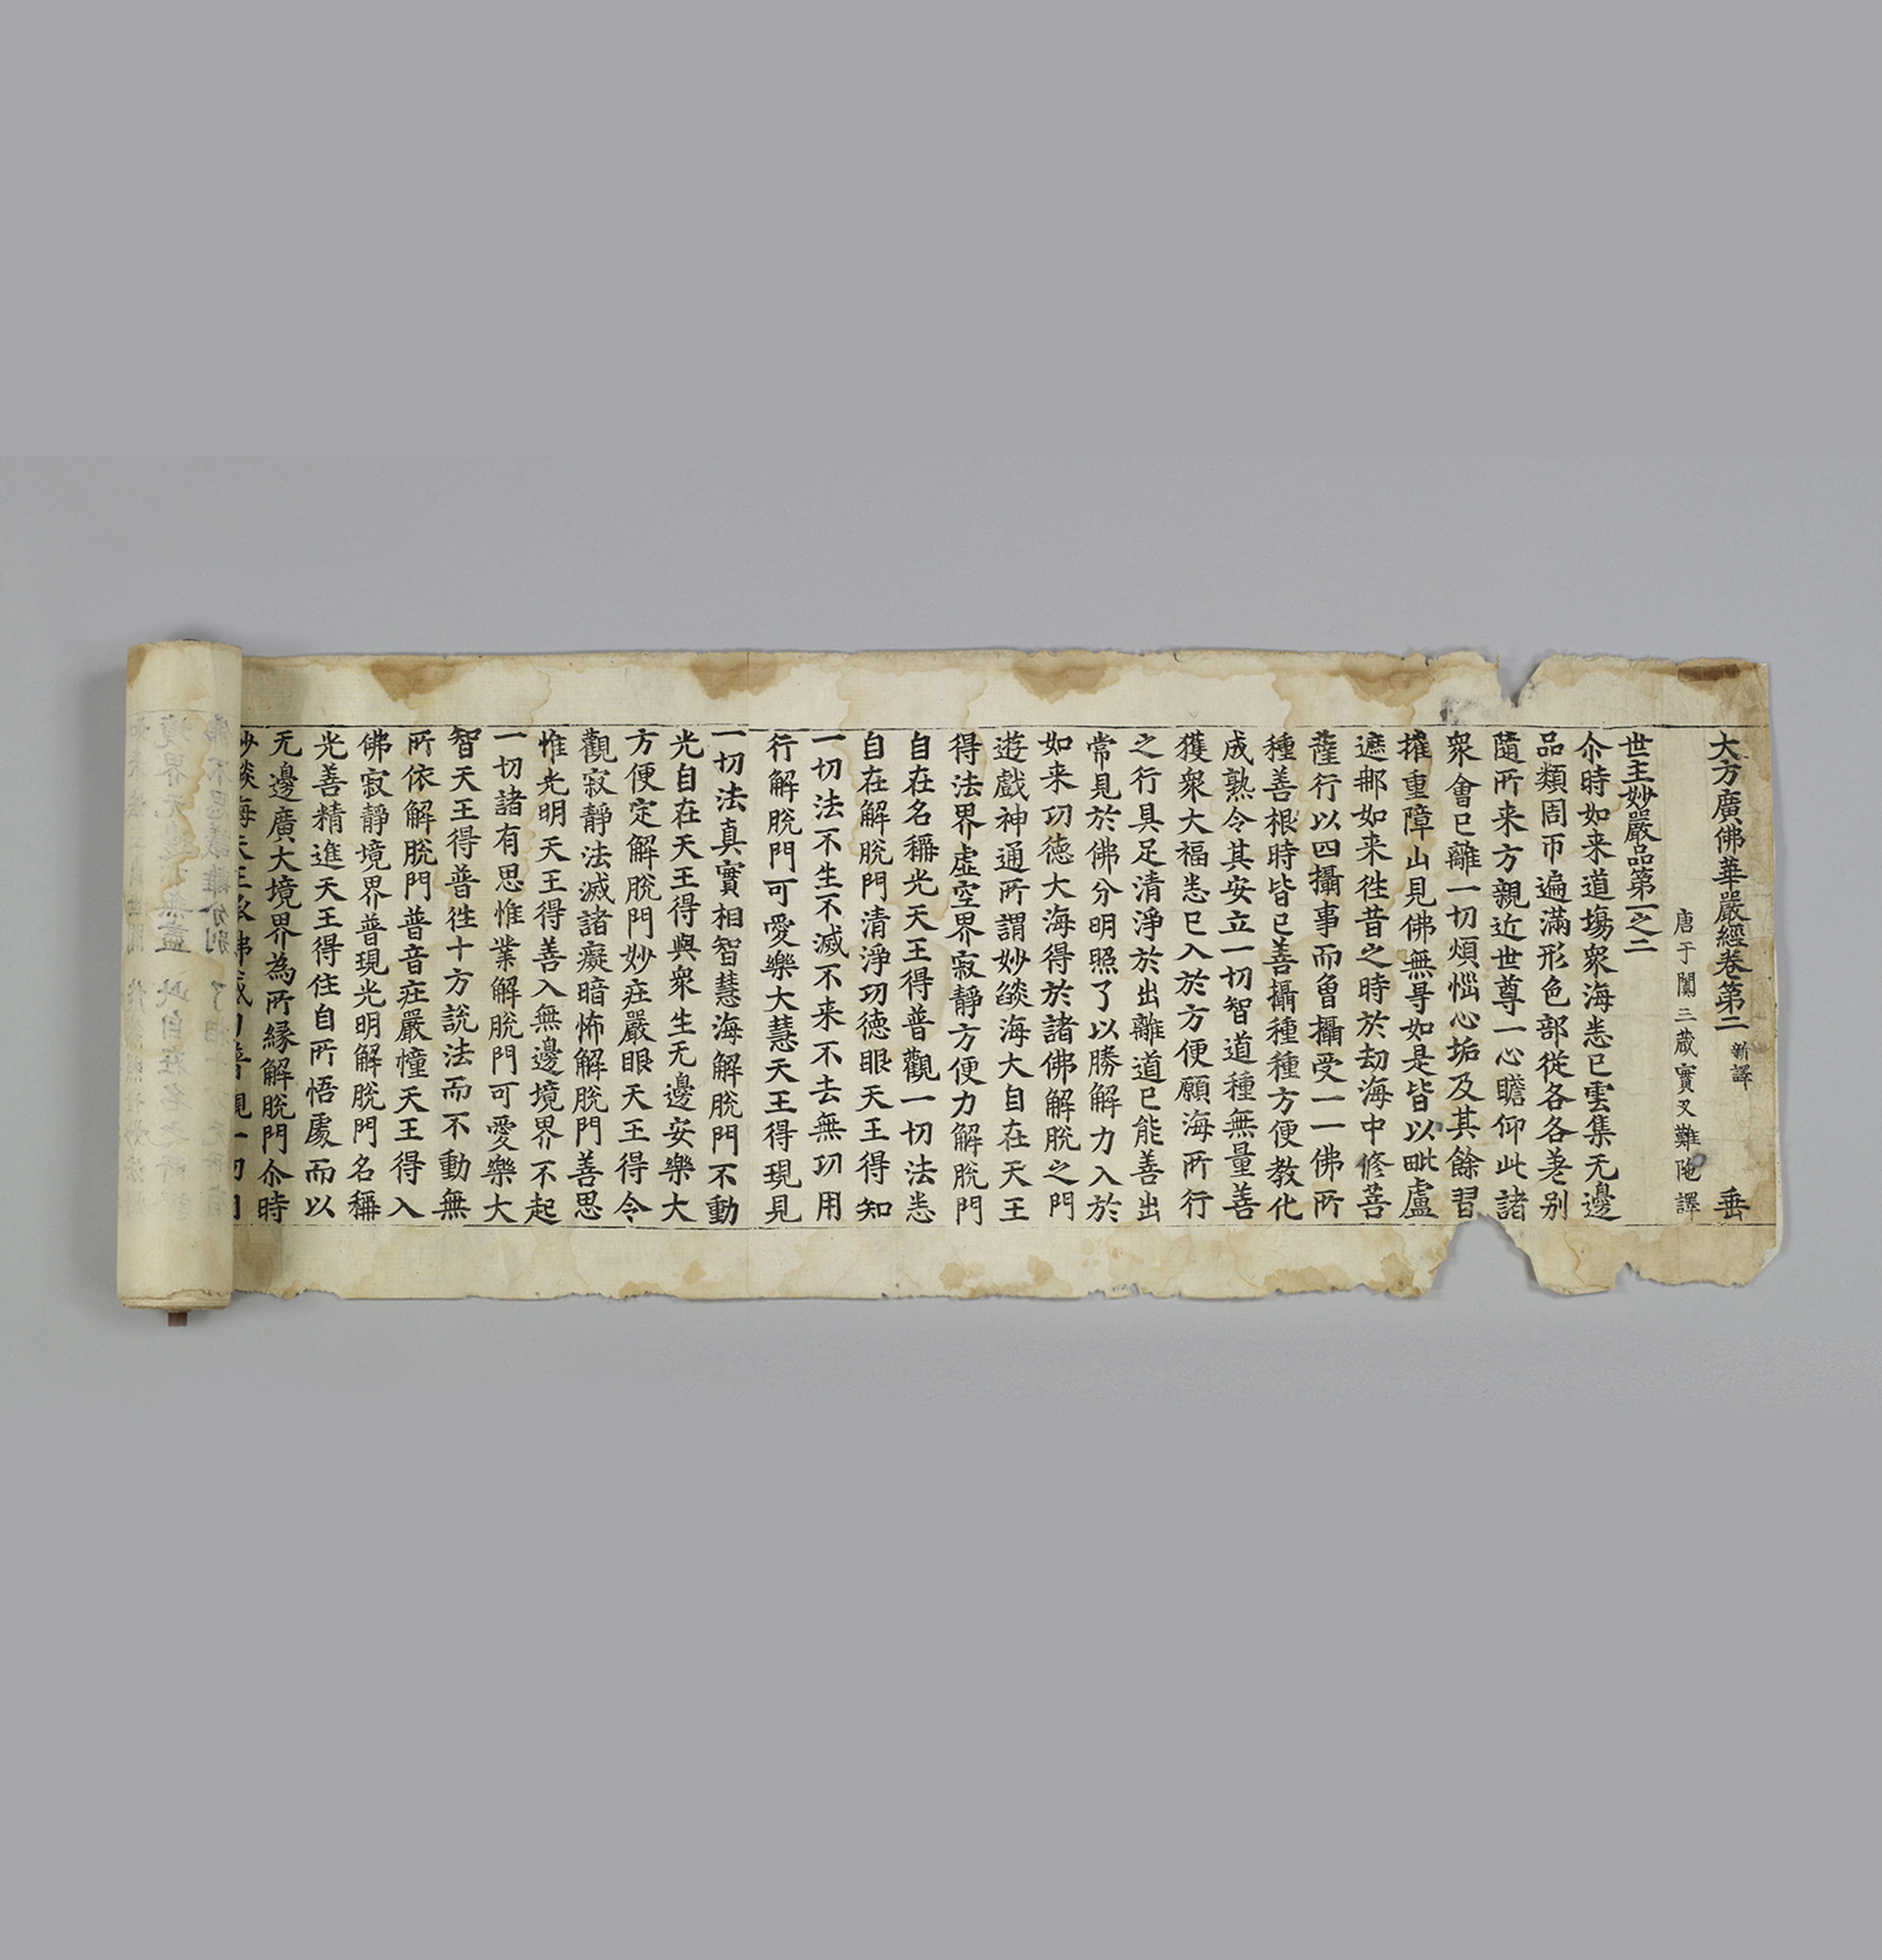 大方廣佛華嚴經卷第二 新譯 垂
唐于闐三藏實叉難陁譯
世主妙嚴品第一之二
尒時如来道場衆海悉已雲集无邊
品類周帀遍滿形色部從各各差别
隨所来方親近世尊一心瞻仰此諸
衆會已離一切煩惱心垢及其餘習
摧重障山見佛無㝵如是皆以毗盧
遮那如来徃昔之時於劫海中修菩
薩行以四攝事而曾攝受一一佛所
種善根時皆已善攝種種方便教化
成熟令其安立一切智道種無量善
獲衆大福悉已入於方便願海所行
之行具足清淨於出離道已能善出
常見於佛分明照了以勝解力入於
如来功德大海得於諸佛解脫之門
遊戲神通所謂妙燄海大自在天王
得法界虛空界寂靜方便力解脫門
自在名稱光天王得普觀一切法悉
自在解脫門清淨功德眼天王得知
一切法不生不滅不来不去無功用
行解脫門可愛樂大慧天王得現見
一切法真實相智慧海解脫門不動
光自在天王得與衆生无邊安樂大
方便定解脫門妙莊嚴眼天王得令
觀寂靜法滅諸癡暗怖解脫門善思
惟光明天王得善入無邊境界不起
一切諸有思惟業解脫門可愛樂大
智天王得普徃十方說法而不動無
所依解脫門普音莊嚴幢天王得入
佛寂靜境界普現光明解脫門名稱
光善精進天王得住自所悟處而以
无邊廣大境界為所緣解脫門尒時
妙燄海天王承佛威力普觀一切自